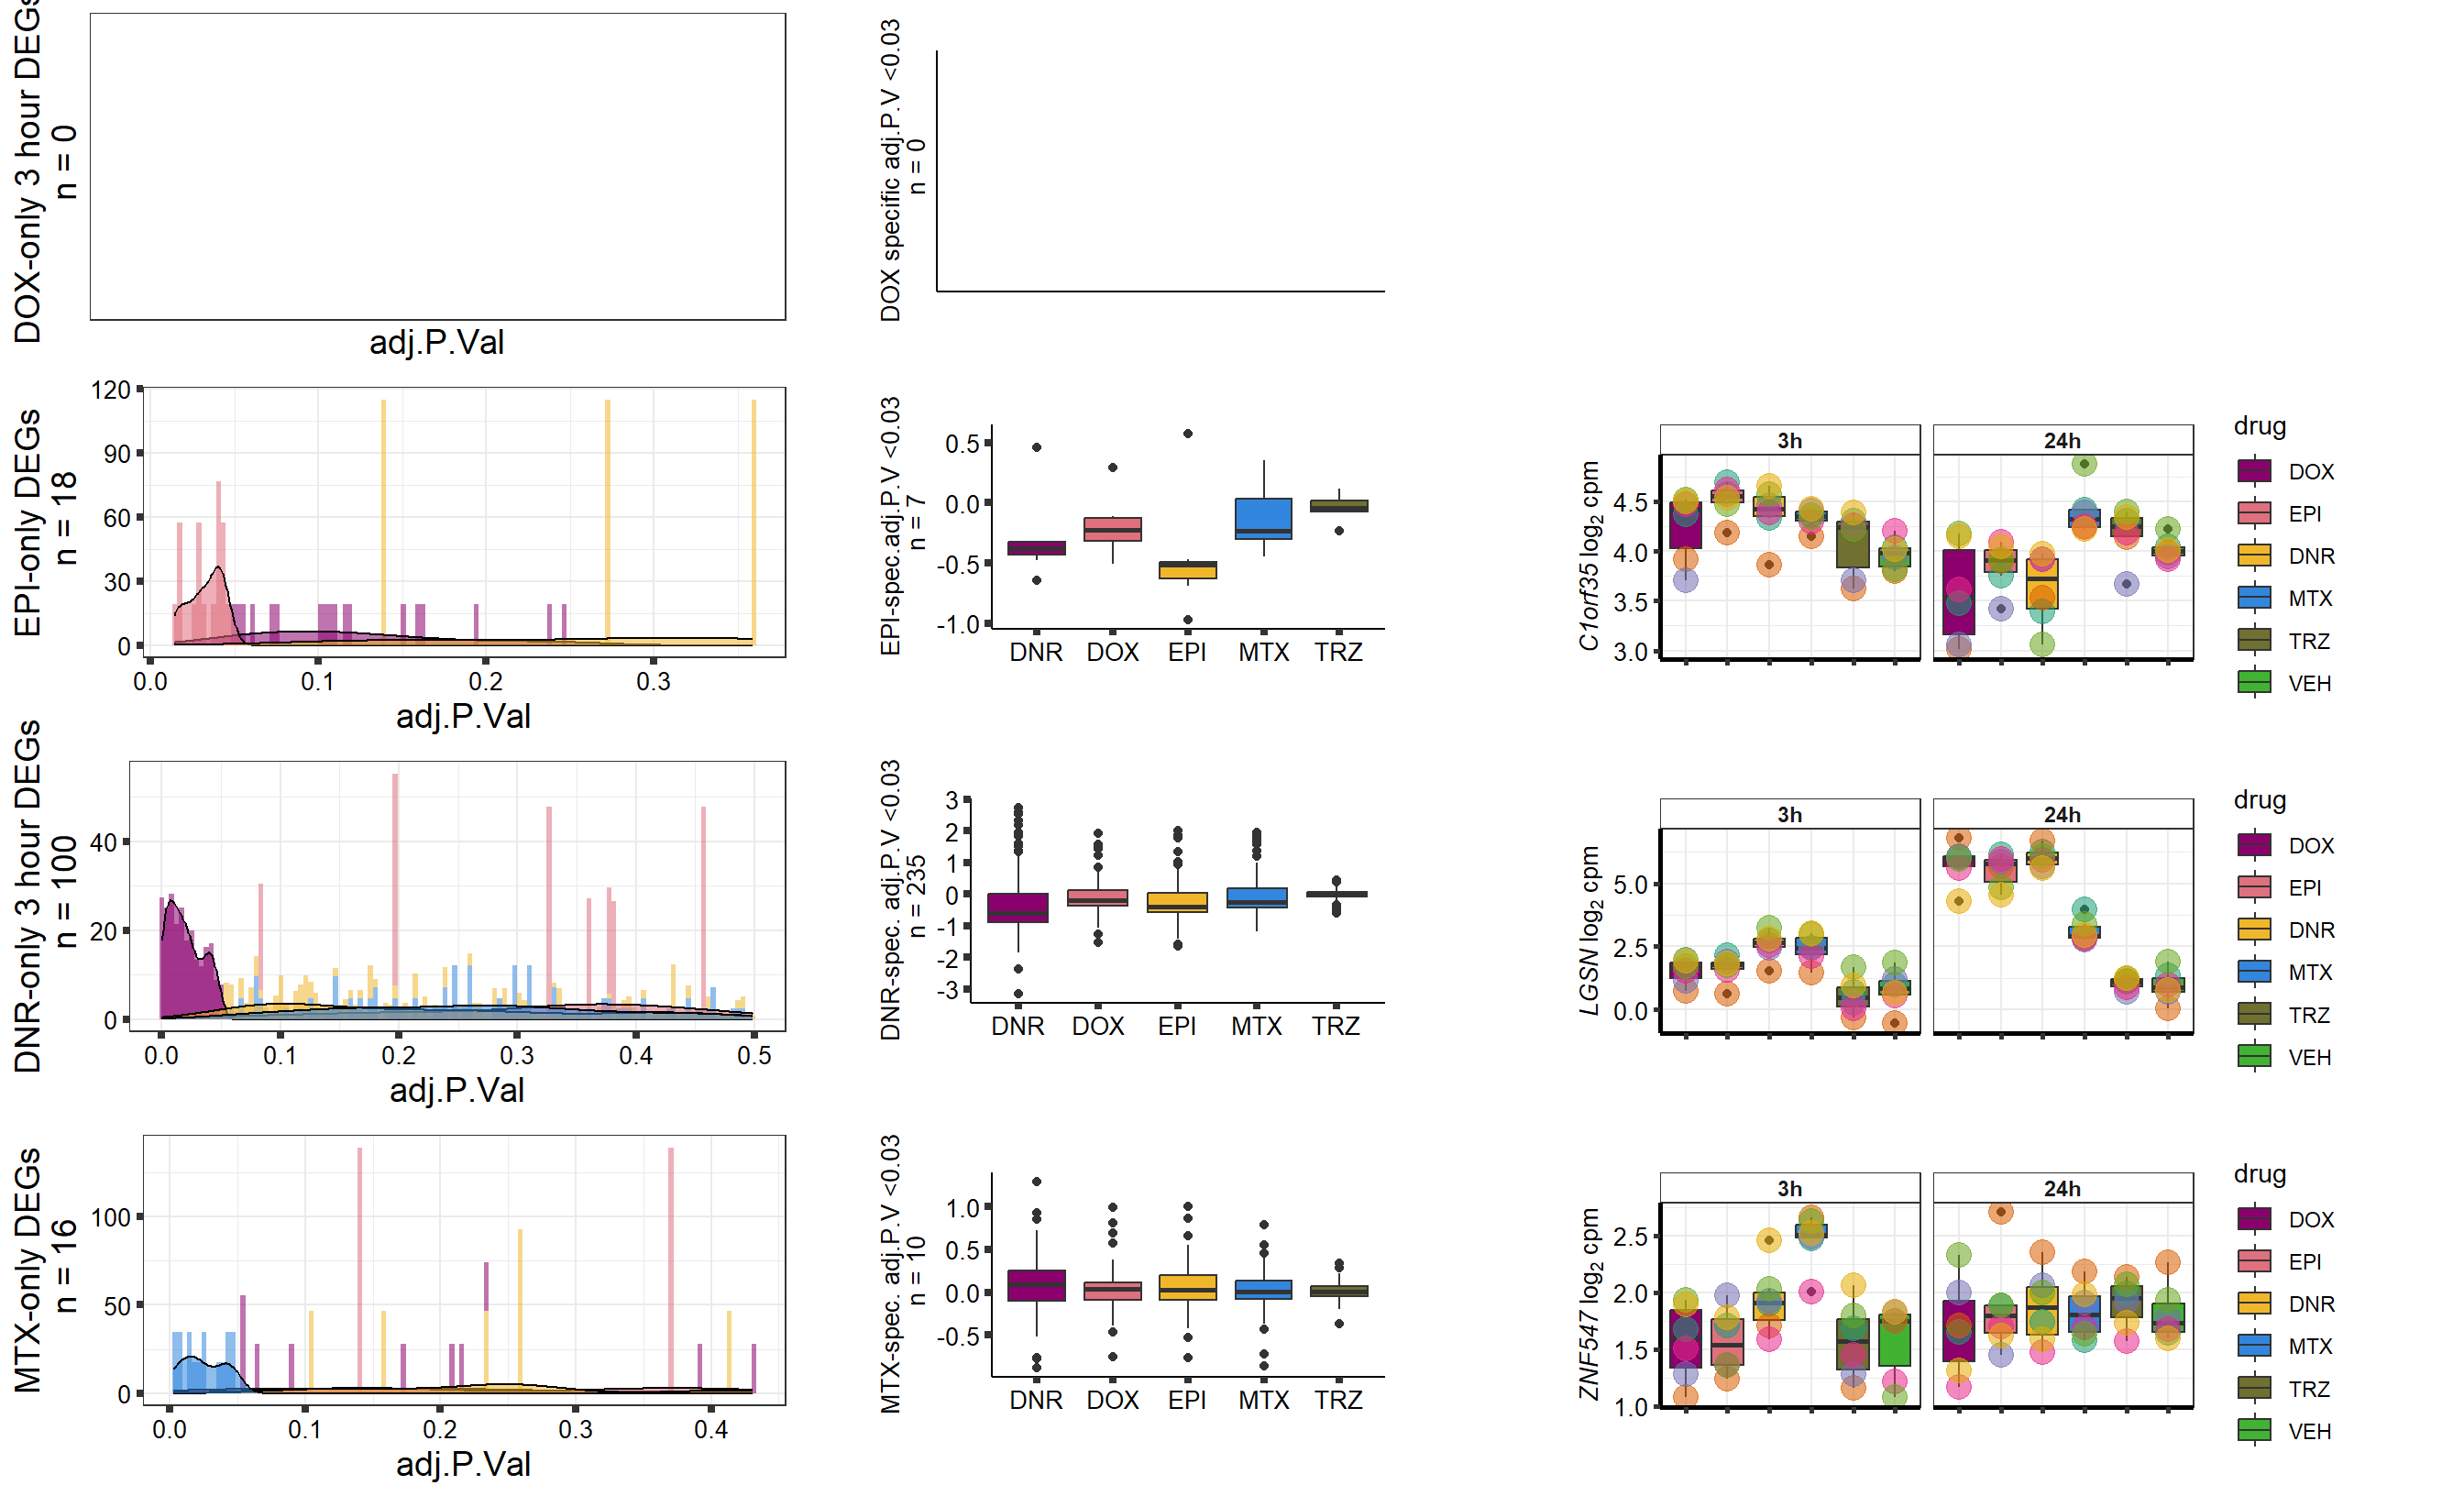 DOX-only 3 hour DEGs
n = 0
adj.P.Val
DOX specific adj.P.V <0.03
n = 0
EPI-only DEGs
n = 18
120
90
60
30
0
0.0 0.1 0.2 0.3
adj.P.Val
EPI-spec.adj.P.V <0.03
n = 7
0.5
0.0
-0.5
-1.0
DNR DOX EPI MTX TRZ
C1orf35 log2 cpm
3h 24h
4.5
4.0
3.5
3.0
drug
DOX
EPI
DNR
MTX
TRZ
VEH
DNR-only 3 hour DEGs
n = 100
40
20
0
0.0 0.1 0.2 0.3 0.4 0.5
adj.P.Val
DNR-spec. adj.P.V <0.03
n = 235
3
2
1
0
-1
-2
-3
DNR DOX EPI MTX TRZ
LGSN log2 cpm
3h 24h
5.0
2.5
0.0
drug
DOX
EPI
DNR
MTX
TRZ
VEH
MTX-only DEGs
n = 16
100
50
0
0.0 0.1 0.2 0.3 0.4
adj.P.Val
MTX-spec. adj.P.V <0.03
n = 10
1.0
0.5
0.0
-0.5
DNR DOX EPI MTX TRZ
ZNF547 log2 cpm
3h 24h
2.5
2.0
1.5
1.0
drug
DOX
EPI
DNR
MTX
TRZ
VEH